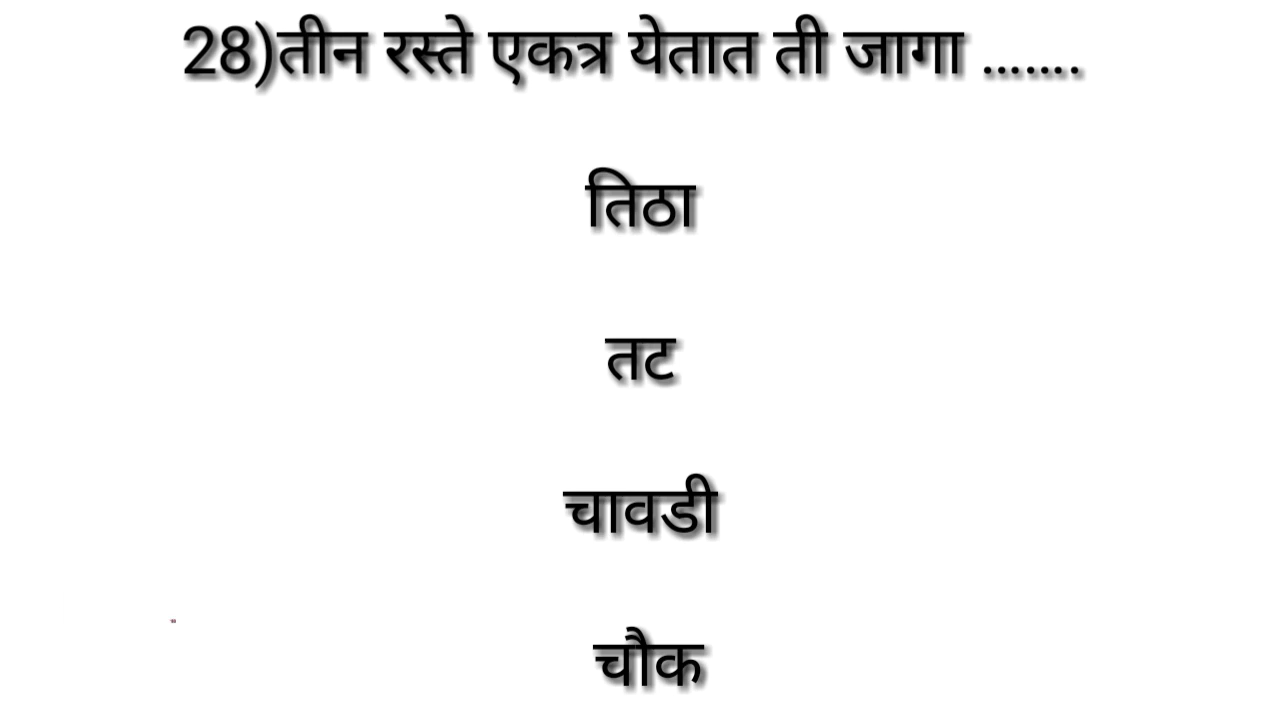 28)तीन रस्ते एकत्र येतात ती जागा .......
तिठा
तट
चावडी
चौक